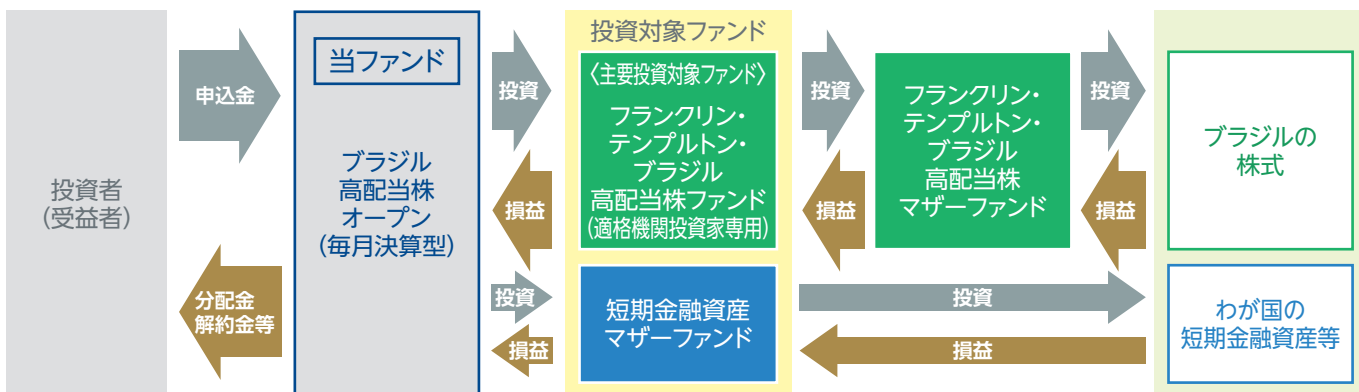 投資者
(受益者)
申込金
分配金
解約金等
当ファンド
ブラジル
高配当株
オープン
(毎月決算型)
投資
損益
投資
損益
投資対象ファンド
〈主要投資対象ファンド〉
フランクリン・
テンプルトン・
ブラジル
高配当株ファンド
(適格機関投資家専用)
短期金融資産
マザーファンド
投資
損益
フランクリン・
テンプルトン・
ブラジル
高配当株
マザーファンド
投資
損益
投資
損益
ブラジルの
株式
わが国の
短期金融資産等